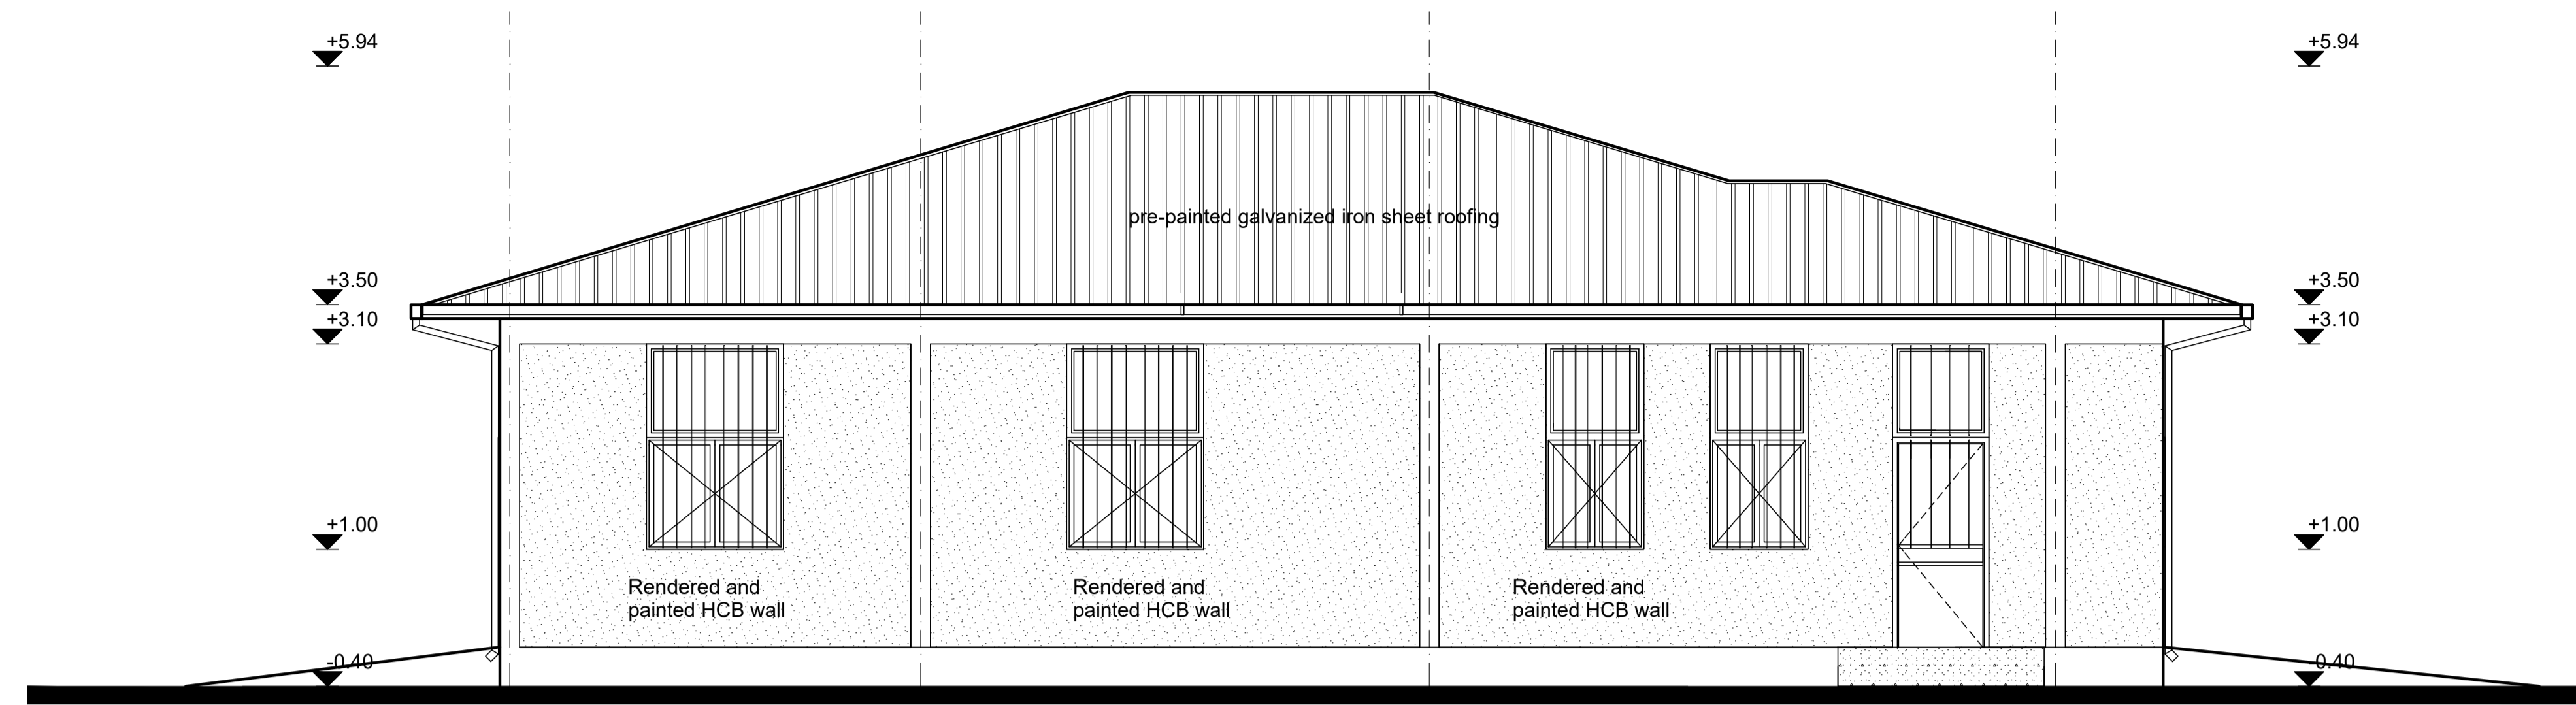 +5.94 +5.94
pre-painted galvanized iron sheet roofing
+3.50 +3.50
+3.10 +3.10
+1.00 +1.00
Rendered and
painted HCB wall
Rendered and
painted HCB wall
Rendered and
painted HCB wall
-0.40 -0.40